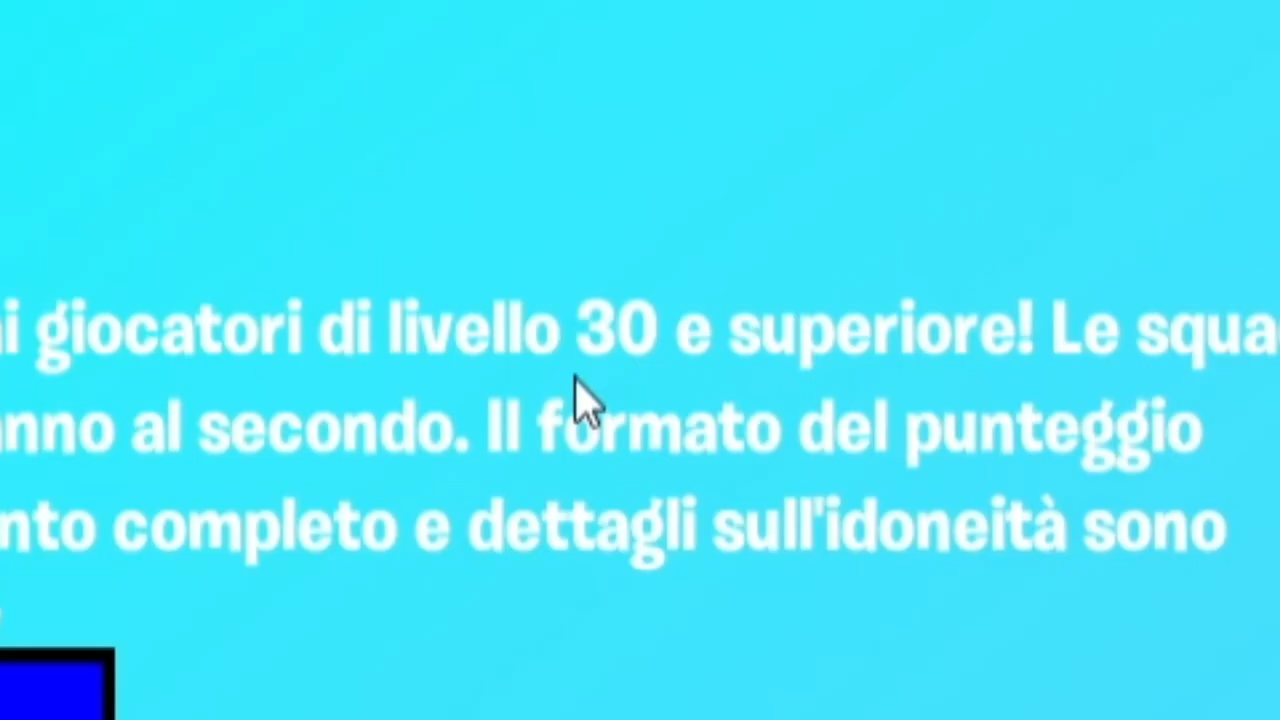 giocatori di livello 30 e superiore! Le
al secondo. Il formato del punteggio
completo e dettagli sull'idoneità sono